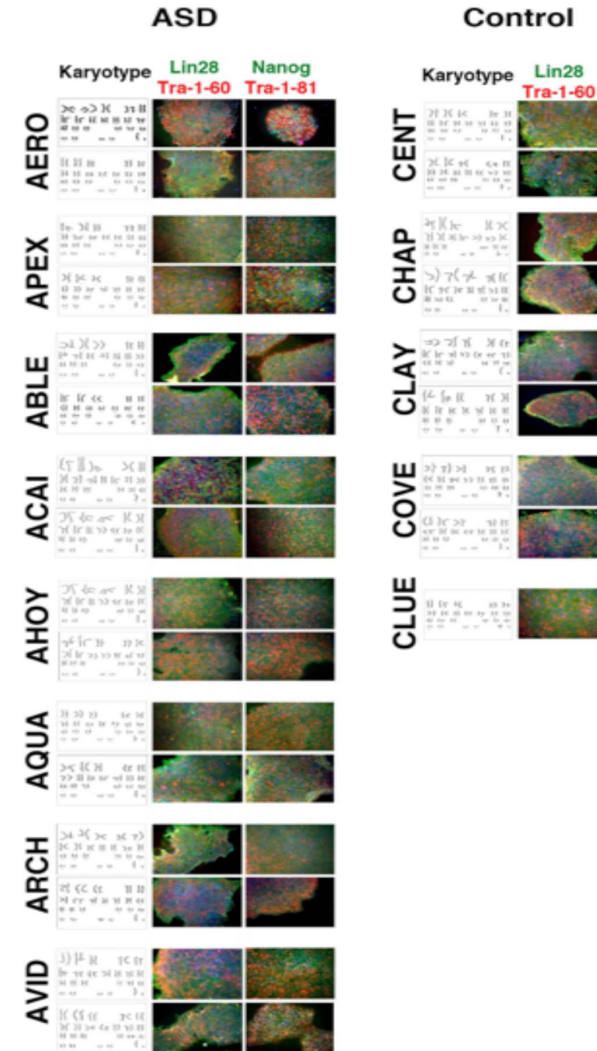 ASD
Control
Karyotype
Lin28
Tra-1-60
Nanog
Tra-1-81
Karyotype
Lin28
Tra-1-60
AERO
APEX
ABLE
ACAI
AHOY
AQUA
ARCH
AVID
CENT
CHAP
CLAY
COVE
CLUE